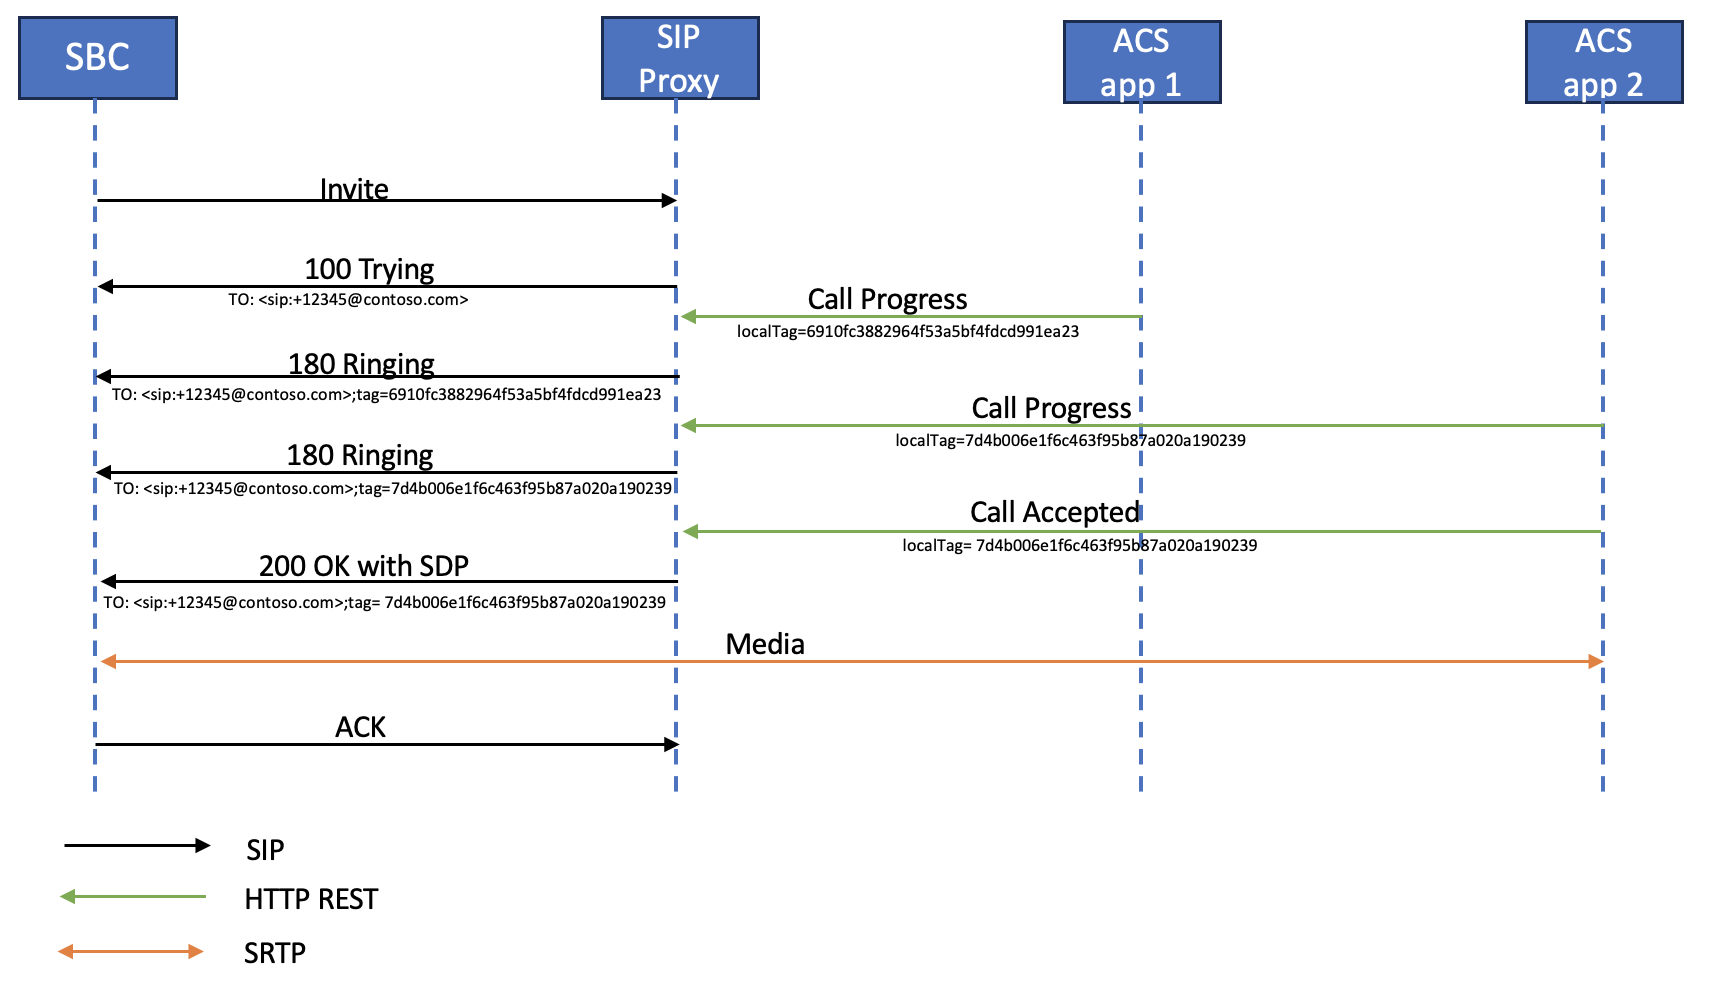 SBC
SIP
Proxy
ACS
app 1
ACS
app 2
Invite
100 Trying
TO: <sip:+12345@contoso.com>
Call Progress
localTag=6910fc3882964f53a5bf4fdcd991ea23
180 Ringing
TO: <sip:+12345@contoso.com>;tag=6910fc3882964f53a5bf4fdcd991ea23
Call Progress
localTag=7d4b006e1f6c463f95b87a020a190239
180 Ringing
TO: <sip:+12345@contoso.com>;tag=7d4b006e1f6c463f95b87a020a190239
Call Accepted
localTag= 7d4b006e1f6c463f95b87a020a190239
200 OK with SDP
TO: <sip:+12345@contoso.com>;tag= 7d4b006e1f6c463f95b87a020a190239
Media
ACK
SIP
HTTP REST
SRTP